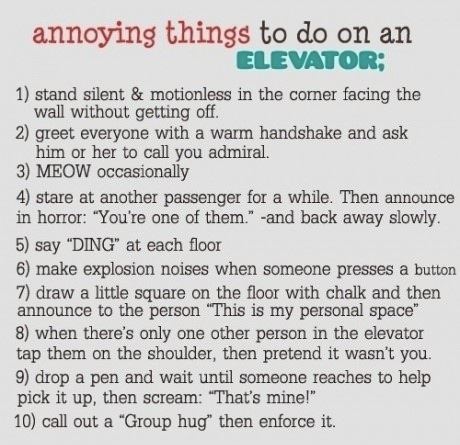 annoying things to do on an
ELEVATOR;
1) stand silent & motionless in the corner facing the
wall without getting off.
2) greet everyone with a warm handshake and ask
him or her to call you admiral.
3) MEOW occasionally
4) stare at another passenger for a while. Then announce
in horror: "You're one of them." -and back away slowly.
5) say "DING" at each floor
6) make explosion noises when someone presses a button
7) draw a little square on the floor with chalk and then
announce to the person "This is my personal space"
8) when there's only one other person in the elevator
tap them on the shoulder, then pretend it wasn't you.
9) drop a pen and wait until someone reaches to help
pick it up, then scream: "That's mine!"
10) call out a "Group hug" then enforce it.